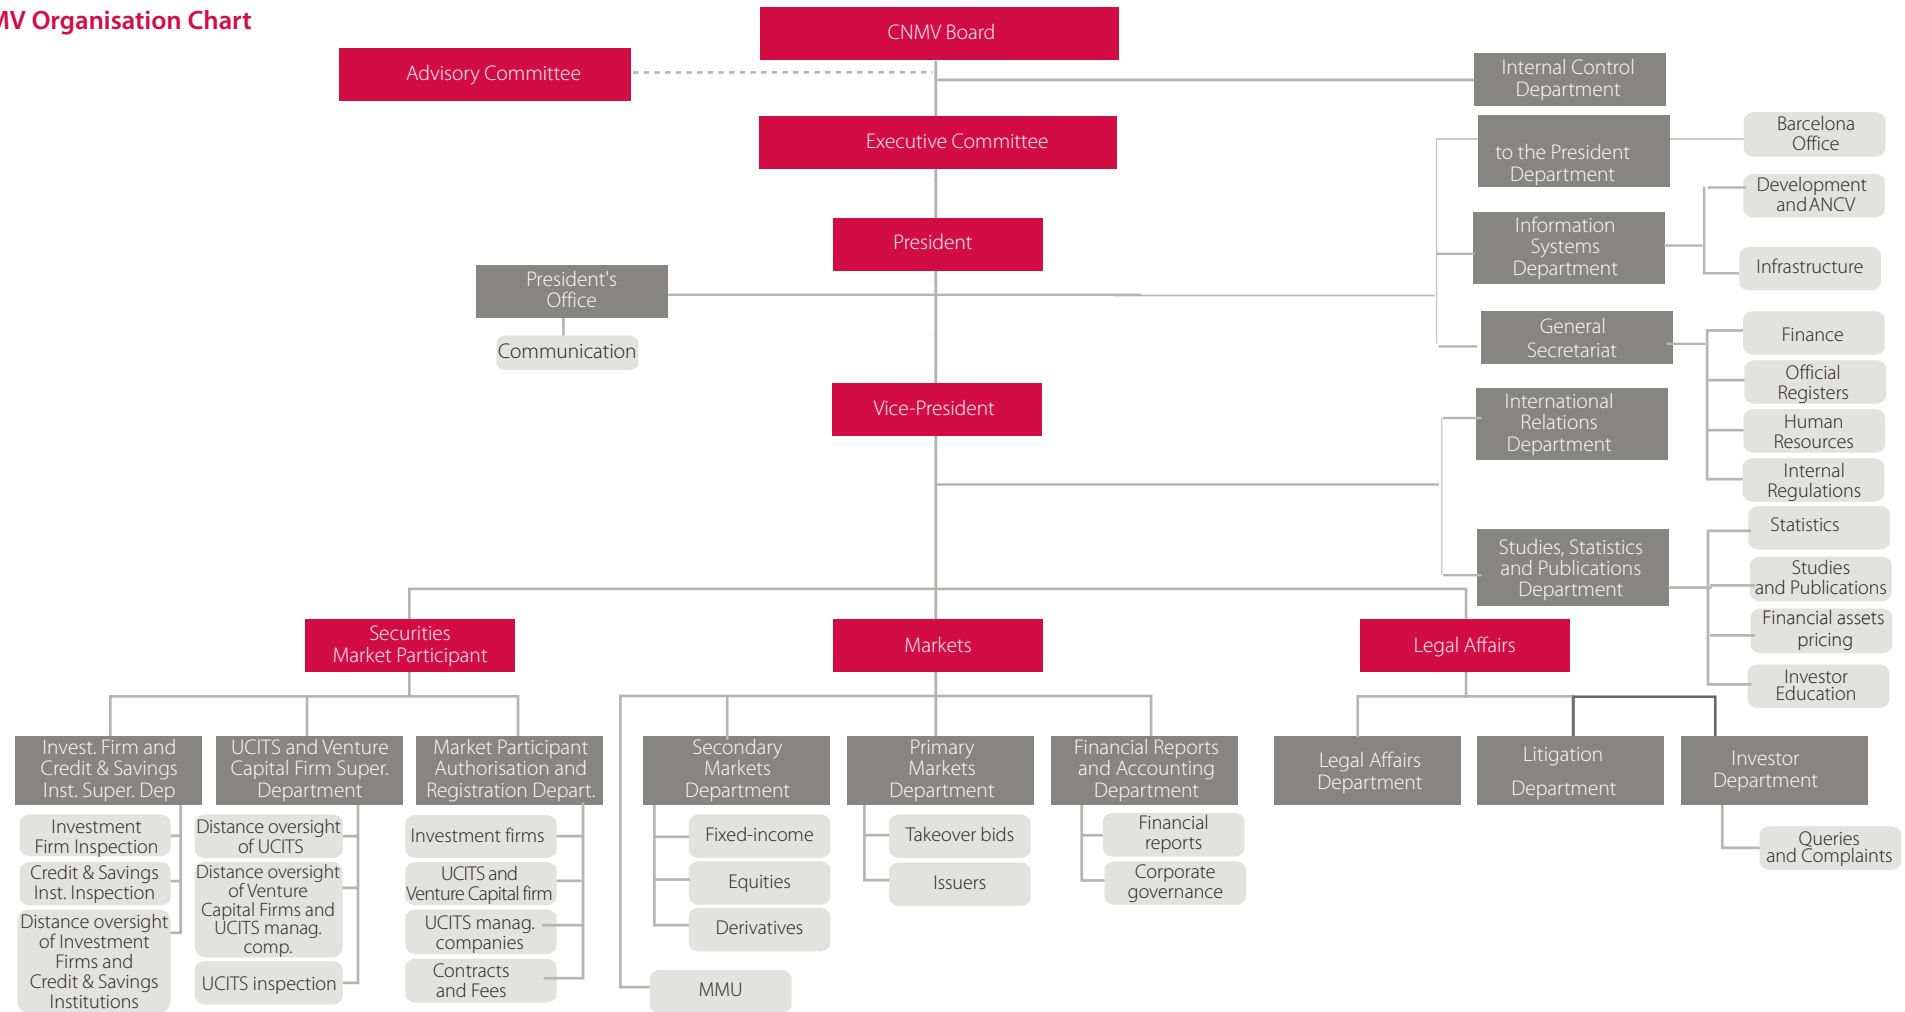 MV Organisation Chart
CNMV Board
Advisory Committee
Internal Control
Department
Executive Committee
to the President
Department
Barcelona
Office
Development
and ANCV
President
Information
Systems
Department
Infrastructure
President's
Office
Communication
General
Secretariat
Finance
Official
Registers
Human
Resources
Internal
Regulations
Vice-President
International
Relations
Department
Studies, Statistics
and Publications
Department
Statistics
Studies
and Publications
Financial assets
pricing
Investor
Education
Securities
Market Participant
Markets
Legal Affairs
Invest. Firm and
Credit & Savings
Inst. Super. Dep
UCITS and Venture
Capital Firm Super.
Department
Market Participant
Authorisation and
Registration Depart.
Secondary
Markets
Department
Primary
Markets
Department
Financial Reports
and Accounting
Department
Legal Affairs
Department
Litigation
Department
Investor
Department
Investment
Firm Inspection
Credit & Savings
Inst. Inspection
Distance oversight
of Investment
Firms and
Credit & Savings
Institutions
Distance oversight
of UCITS
Distance oversight
of Venture
Capital Firms and
UCITS manag.
comp.
UCITS inspection
Investment firms
UCITS and
Venture Capital firm
UCITS manag.
companies
Contracts
and Fees
Fixed-income
Equities
Derivatives
MMU
Takeover bids
Issuers
Financial
reports
Corporate
governance
Queries
and Complaints